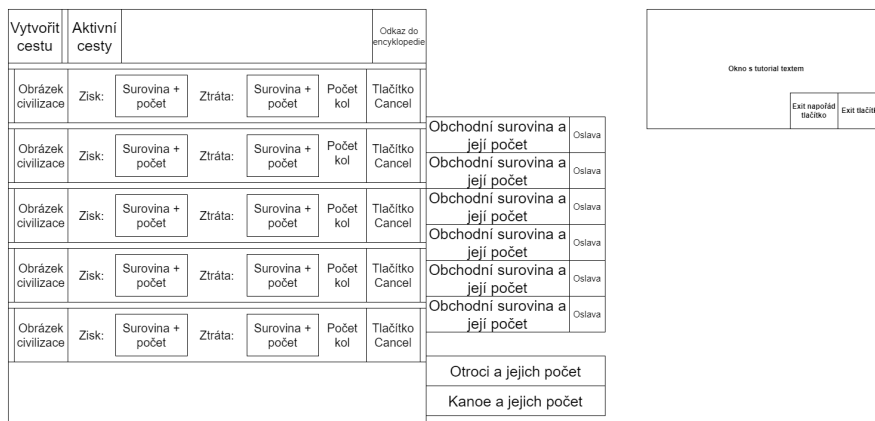 Vytvořit
cestu
Aktivní
cesty
Odkaz do
encyklopedie
Obrázek
civilizace
Zisk:
Surovina +
počet
Ztráta:
Surovina +
počet
Počet
kol
Tlačítko
Cancel
Obrázek
civilizace
Zisk:
Surovina +
počet
Ztráta:
Surovina +
počet
Počet
kol
Tlačítko
Cancel
Obrázek
civilizace
Zisk:
Surovina +
počet
Ztráta:
Surovina +
počet
Počet
kol
Tlačítko
Cancel
Obrázek
civilizace
Zisk:
Surovina +
počet
Ztráta:
Surovina +
počet
Počet
kol
Tlačítko
Cancel
Obrázek
civilizace
Zisk:
Surovina +
počet
Ztráta:
Surovina +
počet
Počet
kol
Tlačítko
Cancel
Obchodní surovina a
její počet
Oslava
Obchodní surovina a
její počet
Oslava
Obchodní surovina a
její počet
Oslava
Obchodní surovina a
její počet
Oslava
Obchodní surovina a
její počet
Oslava
Obchodní surovina a
její počet
Oslava
Otroci a jejich počet
Kanoe a jejich počet
Okno s tutorial textem
Exit napořád
tlačítko
Exit